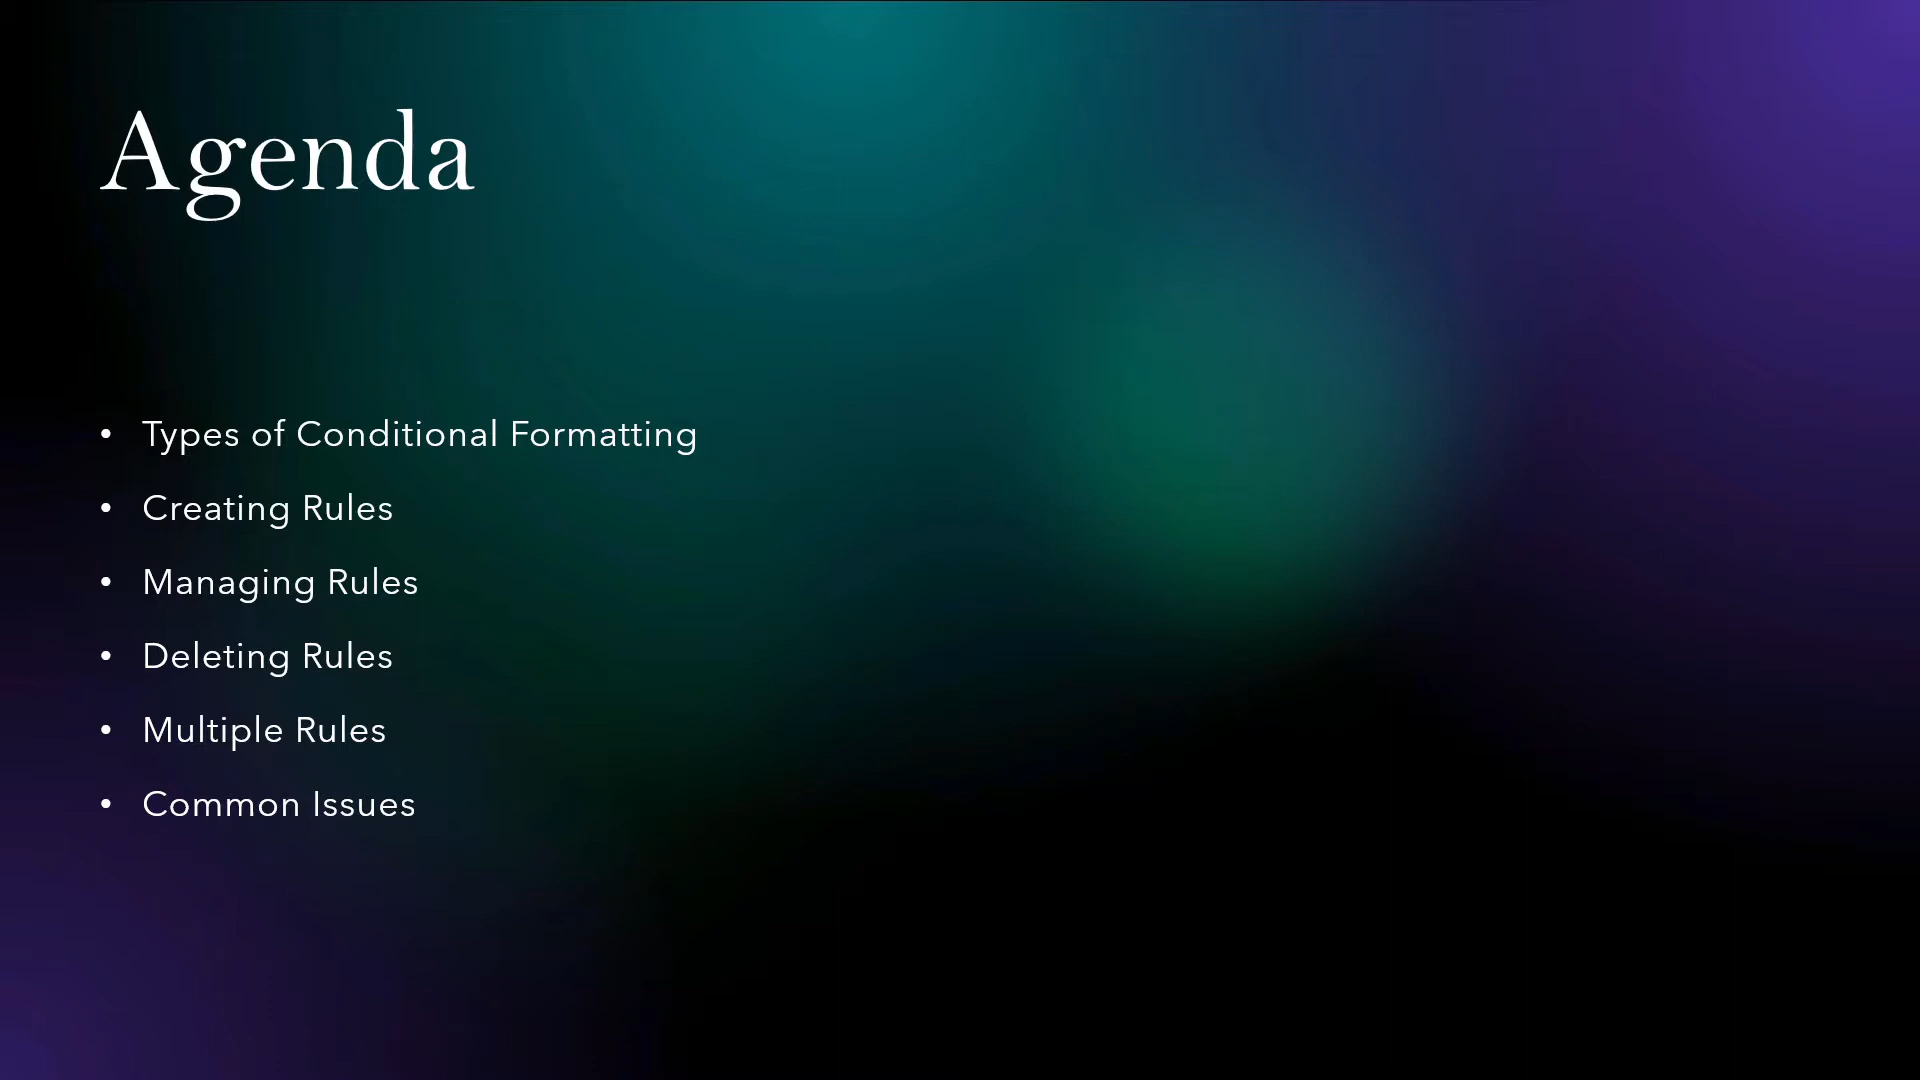 Agenda
• Types of Conditional Formatting
• Creating Rules
• Managing Rules
• Deleting Rules
• Multiple Rules
• Common Issues